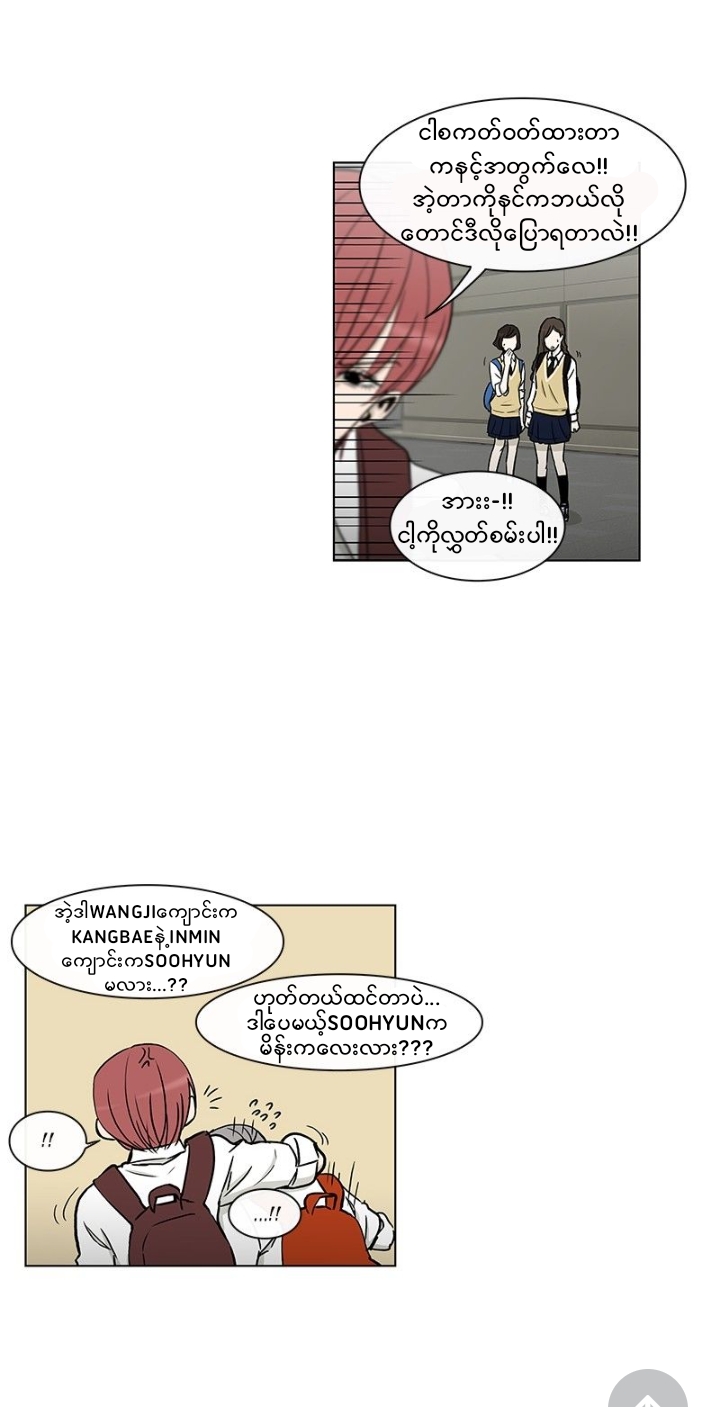 ငါစကတ်ဝတ်ထားတာ
ကနင့်အတွက်လေ!!
အဲ့တာကိုနင်ကဘယ်လို
တောင်ဒီလိုပြောရတာလဲ!!
အားးး-!!
ငါ့ကိုလွှတ်စမ်းပါ!!
အဲ့ဒါWANGJIကျောင်းက
KANGBAEနဲ့INMIN
ကျောင်းကSOOHYUN
မလား...??
ဟုတ်တယ်ထင်တာပဲ...
ဒါပေမယ့်SOOHYUNက
မိန်းကလေးလား???
!!
...!!